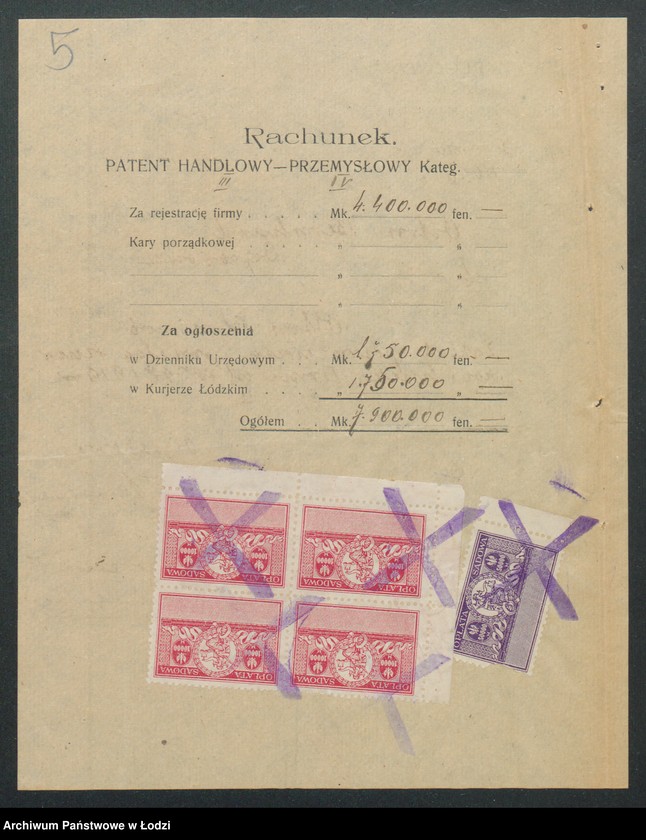 5
Rachunek.
PATENT HANDLOWY—PRZEMYSŁOWY Kateg.
III IV
Za rejestrację firmy . . . . . Mk. 4.400.000 fen. —
Kary porządkowej . . . . . „ „
„ „
„ „
Za ogłoszenia
w Dzienniku Urzędowym . . . Mk. 1.750.000 fen. —
w Kurjerze Łódzkim . . . . „ 1.750.000 „ —
Ogółem . . Mk. 7.900.000 fen. —
OPŁATA SĄDOWA
OPŁATA SĄDOWA
OPŁATA SĄDOWA
OPŁATA SĄDOWA
OPŁATA SĄDOWA
Archiwum Państwowe w Łodzi